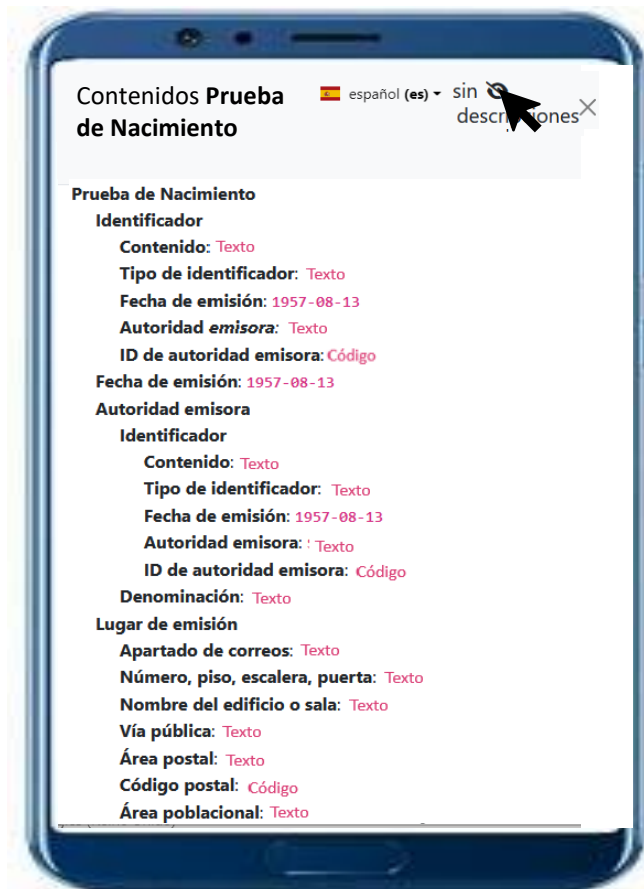 Contenidos Prueba de Nacimiento
español (es)
sin
Prueba de Nacimiento
Identificador
Contenido: Texto
Tipo de identificador: Texto
Fecha de emisión: 1957-08-13
Autoridad emisora: Texto
ID de autoridad emisora: Código
Fecha de emisión: 1957-08-13
Autoridad emisora
Identificador
Contenido: Texto
Tipo de identificador: Texto
Fecha de emisión: 1957-08-13
Autoridad emisora: Texto
ID de autoridad emisora: Código
Denominación: Texto
Lugar de emisión
Apartado de correos: Texto
Número, piso, escalera, puerta: Texto
Nombre del edificio o sala: Texto
Vía pública: Texto
Área postal: Texto
Código postal: Código
Área poblacional: Texto